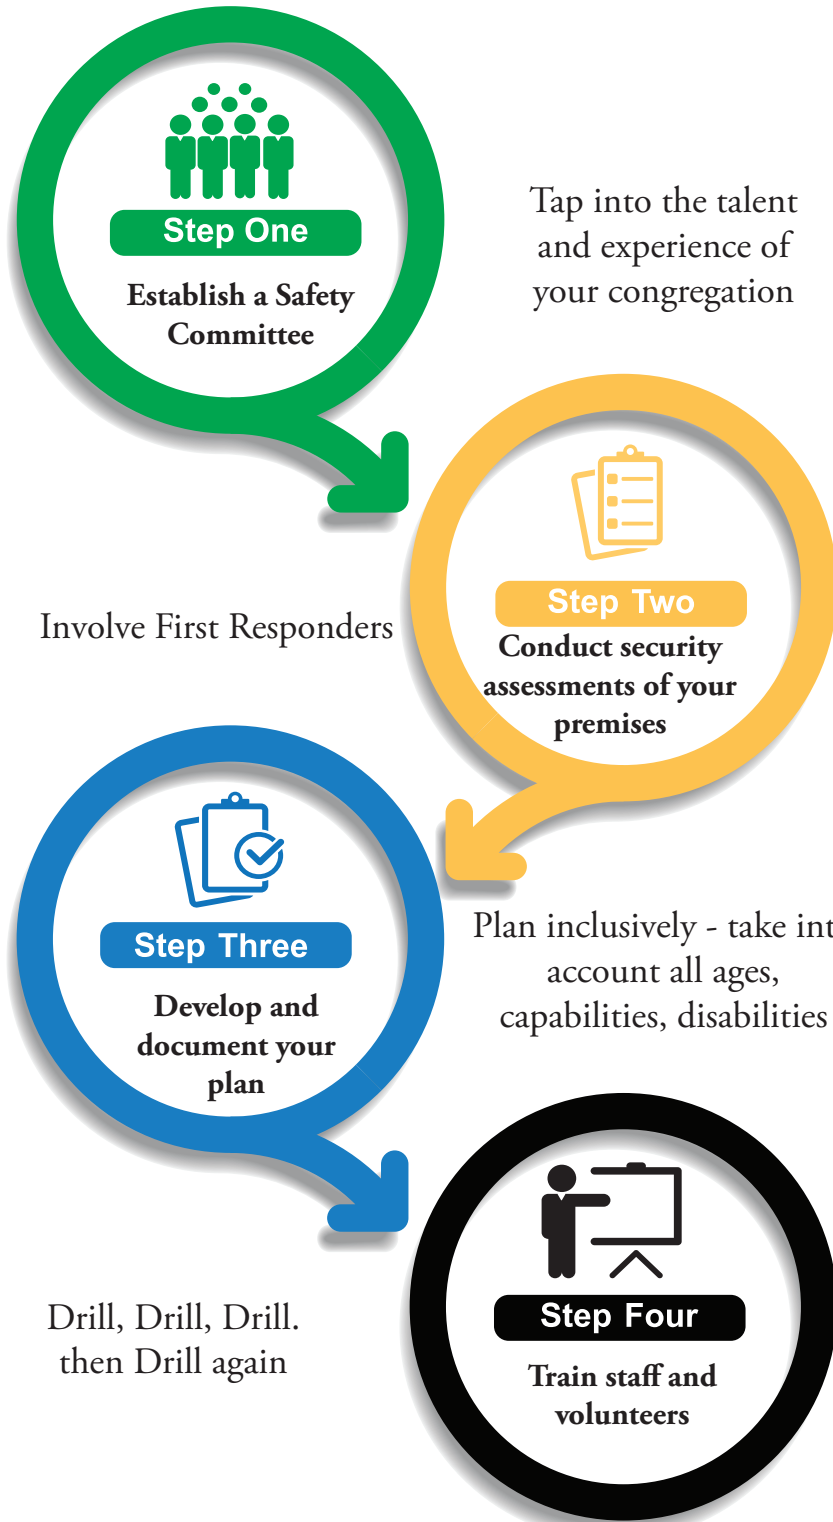 Step One
Establish a Safety
Committee
Tap into the talent
and experience of
your congregation
Step Two
Conduct security
assessments of your
premises
Involve First Responders
Step Three
Develop and
document your
plan
Plan inclusively - take int
account all ages,
capabilities, disabilities
Step Four
Train staff and
volunteers
Drill, Drill, Drill.
then Drill again